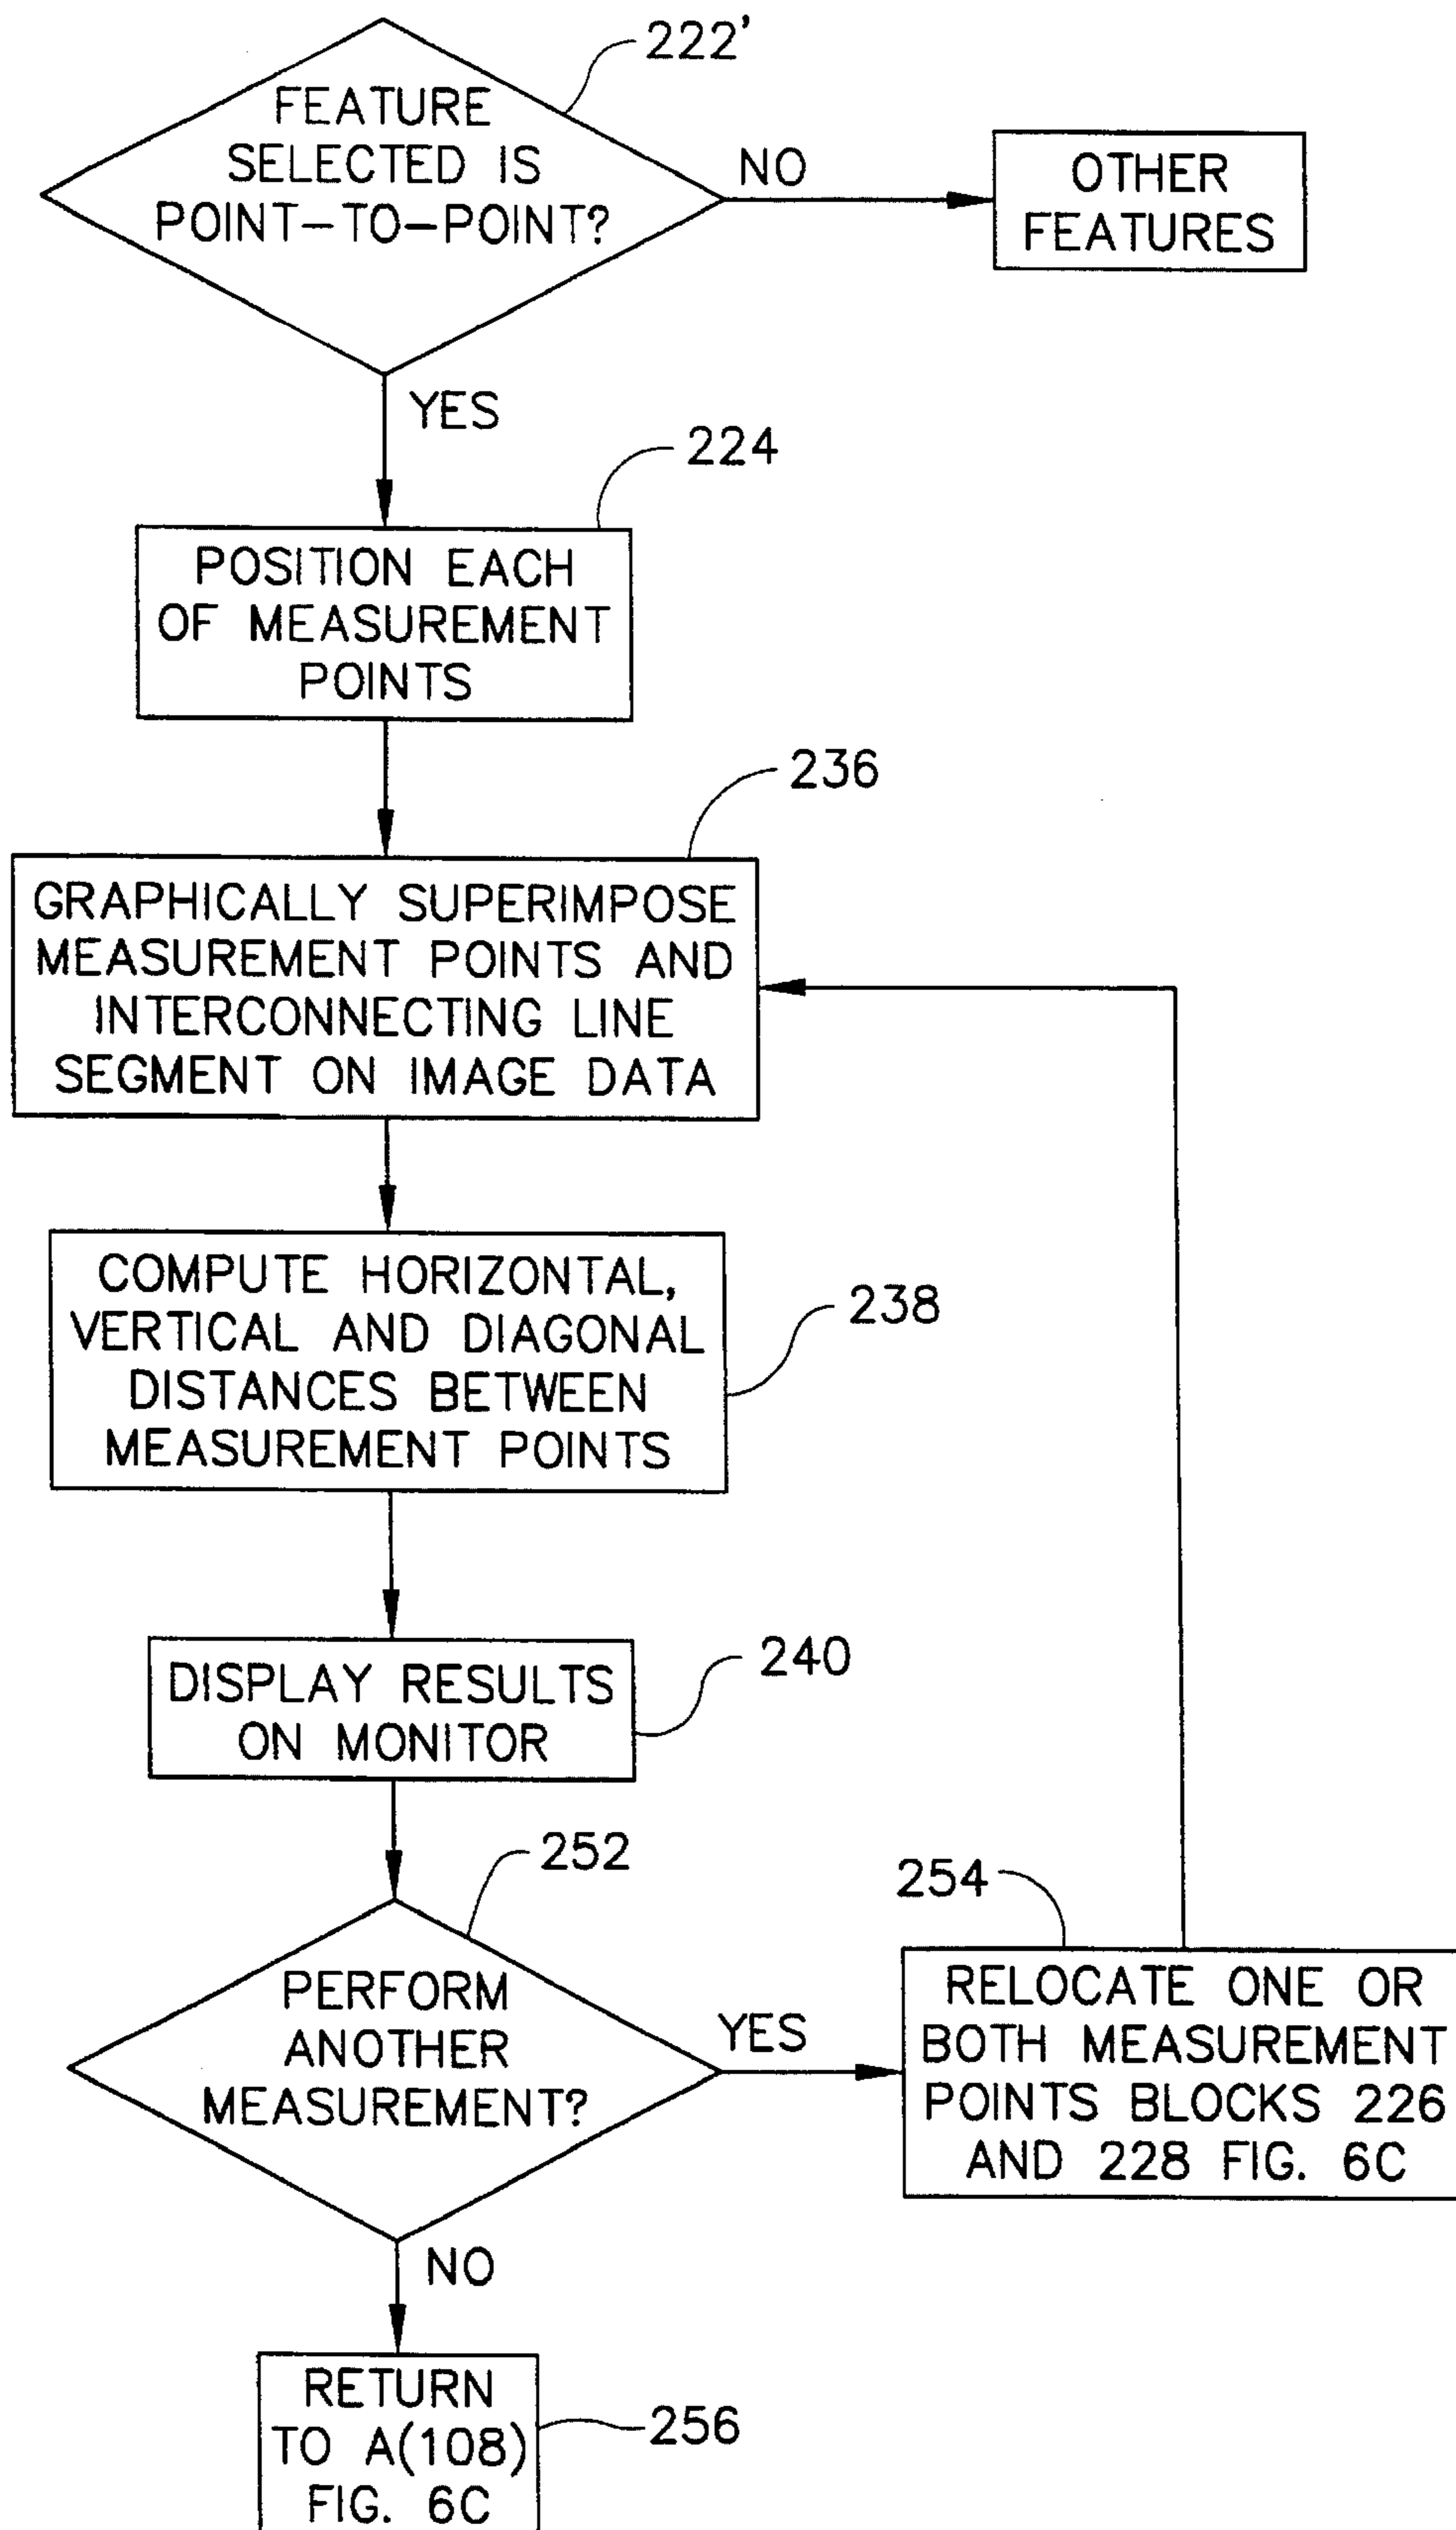 222'
FEATURE
SELECTED IS
POINT-TO-POINT?
NO
OTHER
FEATURES
YES
224
POSITION EACH
OF MEASUREMENT
POINTS
236
GRAPHICALLY SUPERIMPOSE
MEASUREMENT POINTS AND
INTERCONNECTING LINE
SEGMENT ON IMAGE DATA
COMPUTE HORIZONTAL,
VERTICAL AND DIAGONAL
DISTANCES BETWEEN
MEASUREMENT POINTS
238
DISPLAY RESULTS
ON MONITOR
240
252
PERFORM
ANOTHER
MEASUREMENT?
YES
254
RELOCATE ONE OR
BOTH MEASUREMENT
POINTS BLOCKS 226
AND 228 FIG. 6C
NO
RETURN
TO A(108)
FIG. 6C
256